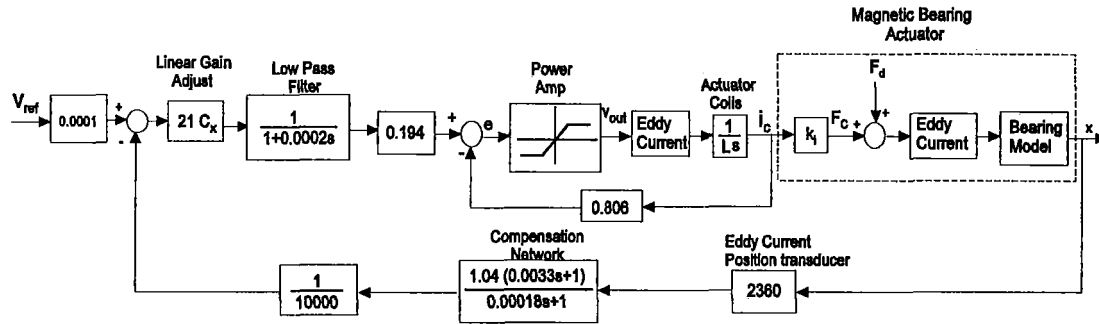 Magnetic Bearing
Actuator
Linear Gain
Adjust
Low Pass
Filter
Power
Amp
Actuator
Coils
F_d
V_ref
0.0001
+
-
21 C_x
1
1+0.0002s
0.194
+
-
e
v_out
Eddy
Current
1
Ls
i_c
k_i
F_c
+
+
Eddy
Current
Bearing
Model
x
0.806
Compensation
Network
Eddy Current
Position transducer
1
10000
1.04 (0.0033s+1)
0.00018s+1
2360